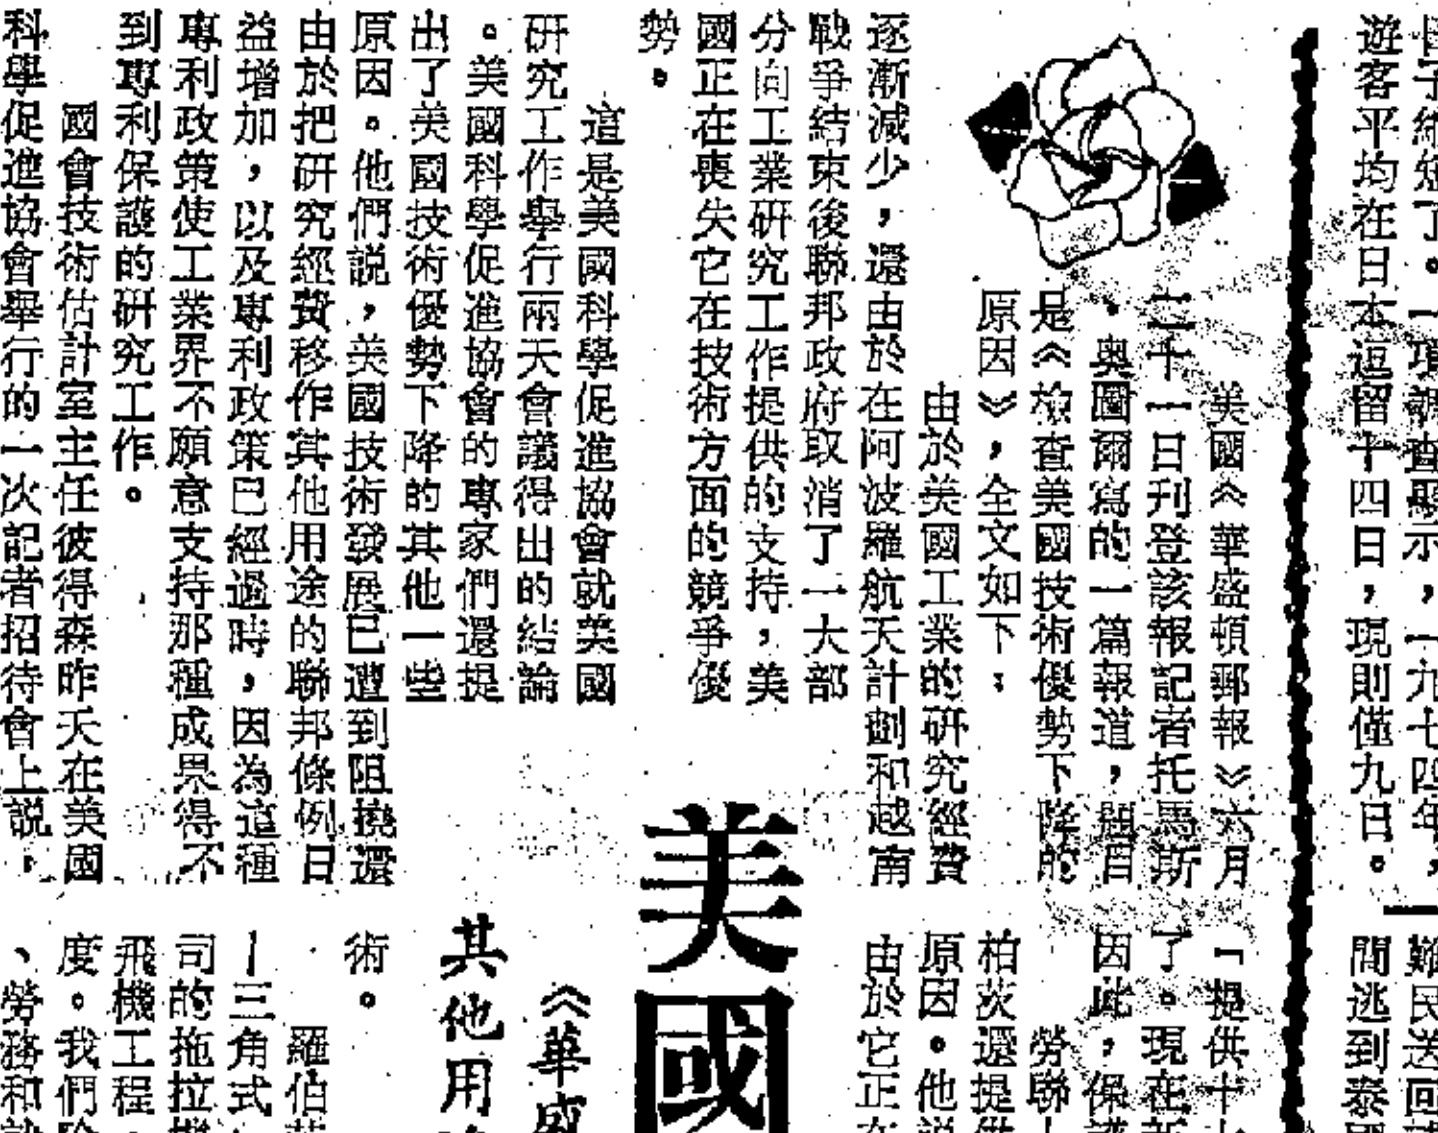 遊客平均在日本逗留十四日，現則僅九日。
美國《華盛頓郵報》六月
二十一日刊登該報記者托馬斯
、奥圖爾寫的一篇報道，題目
是《檢查美國技術優勢下降的
原因》，全文如下：
由於美國工業的研究經費
逐漸減少，還由於在阿波羅航天計劃和越南
戰爭結束後聯邦政府取消了一大部
分向工業研究工作提供的支持，美
國正在喪失它在技術方面的競爭優
勢。
這是美國科學促進協會就美國
研究工作舉行兩天會議得出的結論
。美國科學促進協會的專家們還提
出了美國技術優勢下降的其他一些
原因。他們説，美國技術發展已遭到阻撓還
由於把研究經費移作其他用途的聯邦條例日
益增加，以及專利政策已經過時，因為這種
專利政策使工業界不願意支持那種成果得不
到專利保護的研究工作。
國會技術估計室主任彼得森昨天在美國
科學促進協會舉行的一次記者招待會上説，
美國
《華盛
其他用
難民送回
間逃到泰國
「提供十
了。現在
因此，保
勞聯
柏茨還提供
原因。他説
由於它正在
術。
羅伯
｜三角式
司的拖拉
飛機工程
度。我們
、勞務和